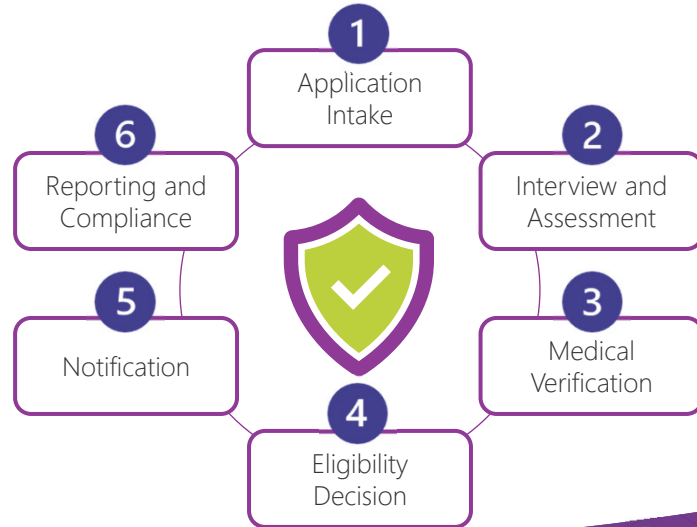 1
Application
Intake
2
Interview and
Assessment
3
Medical
Verification
4
Eligibility
Decision
5
Notification
6
Reporting and
Compliance